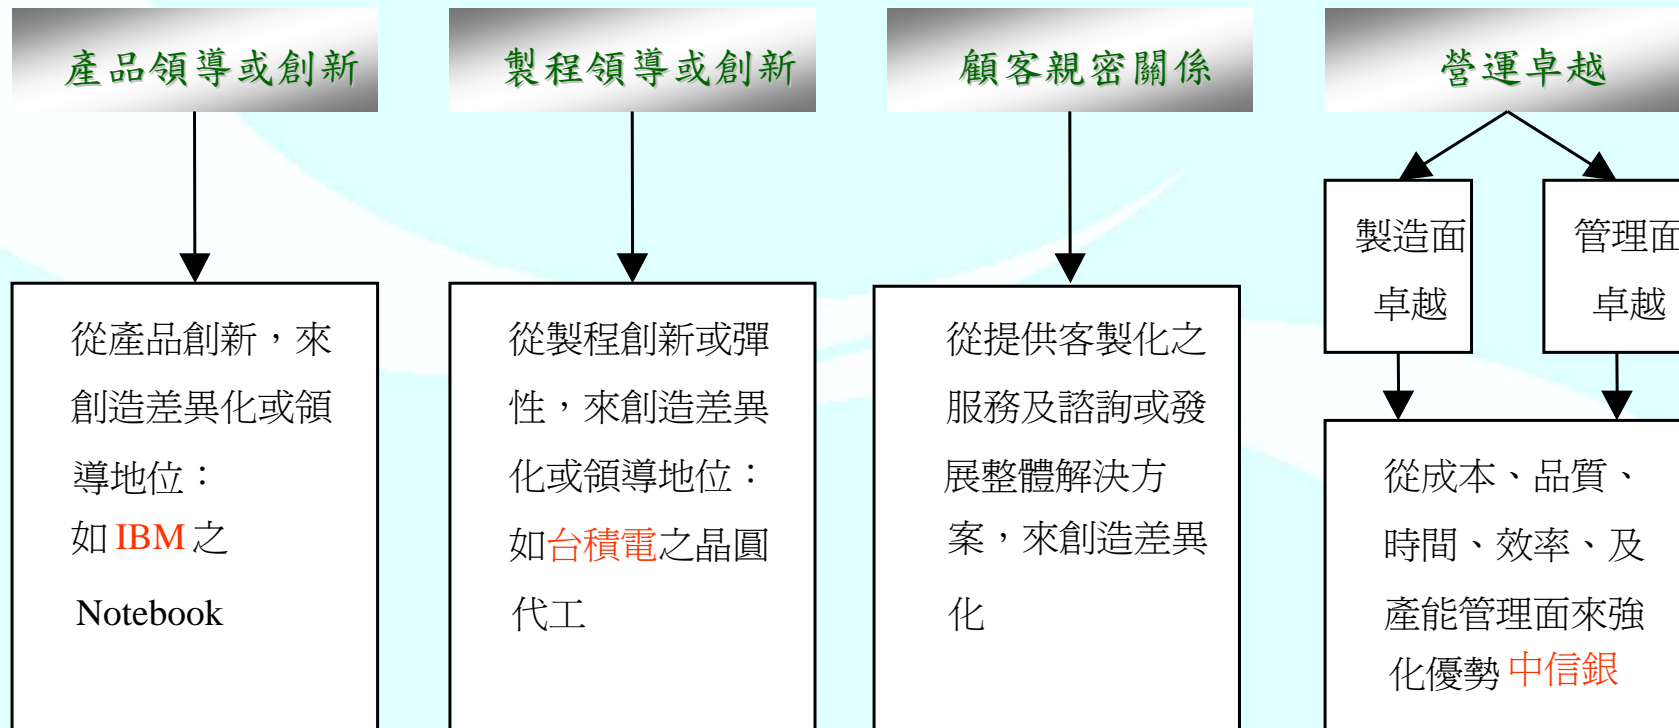 產品領導或創新
從產品創新，來
創造差異化或領
導地位：
如 IBM 之
Notebook
製程領導或創新
從製程創新或彈
性，來創造差異
化或領導地位：
如台積電之晶圓
代工
顧客親密關係
從提供客製化之
服務及諮詢或發
展整體解決方
案，來創造差異
化
營運卓越
製造面
卓越
管理面
卓越
從成本、品質、
時間、效率、及
產能管理面來強
化優勢 中信銀